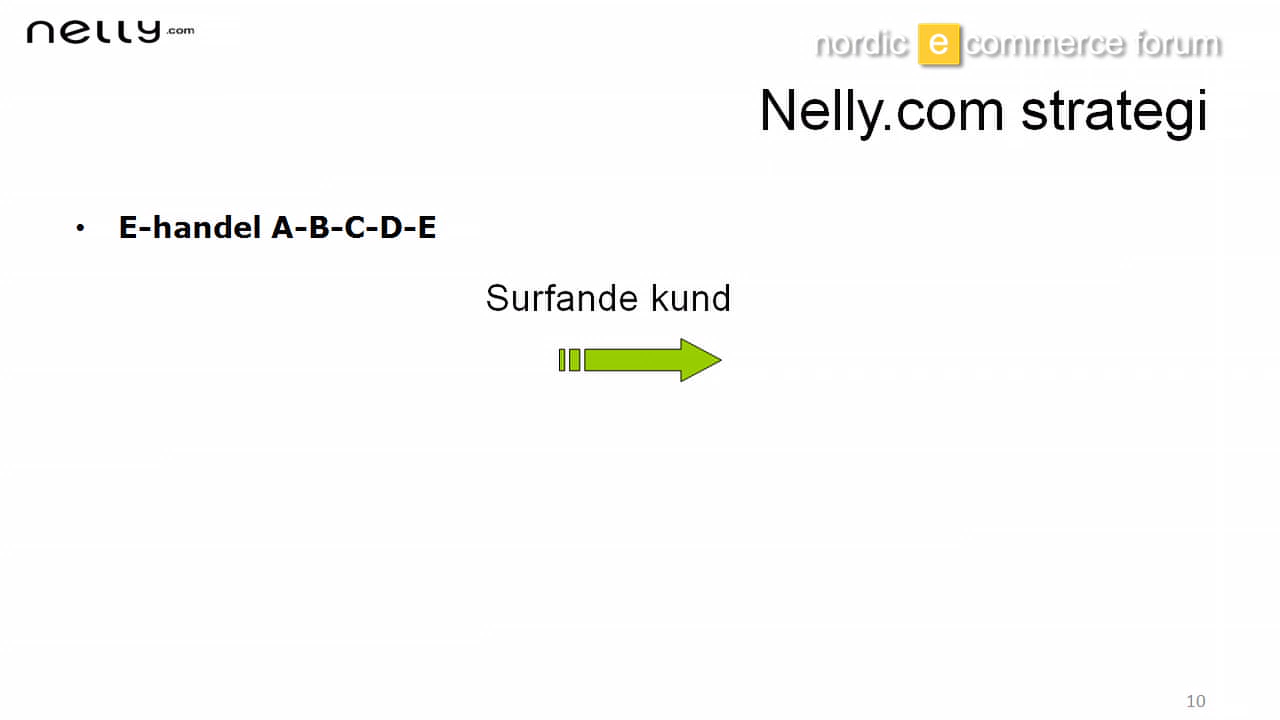 nelly.com
nordic e commerce forum
Nelly.com strategi
• E-handel A-B-C-D-E
Surfande kund
10